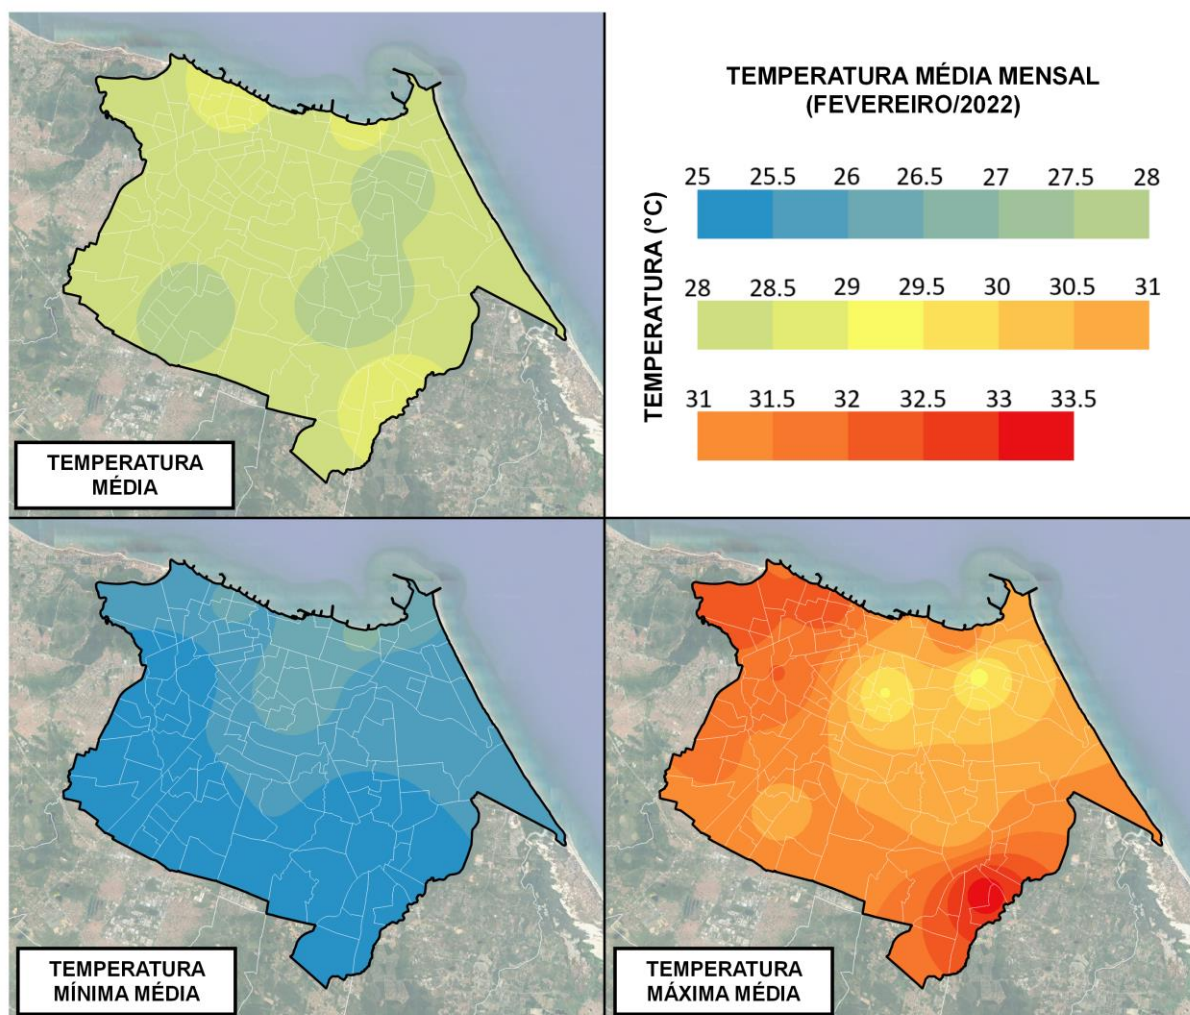 TEMPERATURA MÉDIA MENSAL
(FEVEREIRO/2022)
TEMPERATURA (°C)
25 25.5 26 26.5 27 27.5 28
28 28.5 29 29.5 30 30.5 31
31 31.5 32 32.5 33 33.5
TEMPERATURA
MÉDIA
TEMPERATURA
MÍNIMA MÉDIA
TEMPERATURA
MÁXIMA MÉDIA